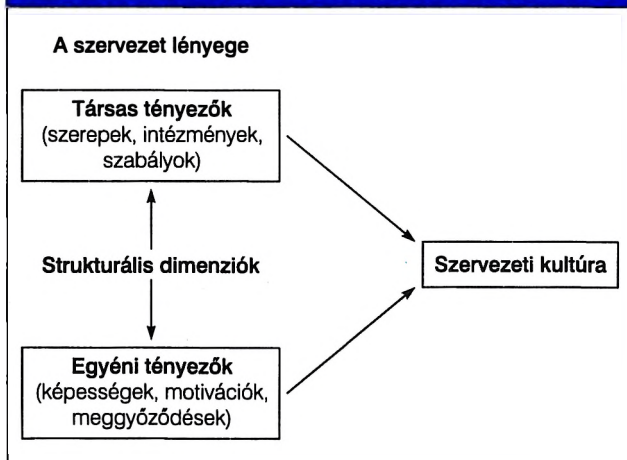 A szervezet lényege
Társas tényezők
(szerepek, intézmények,
szabályok)
Strukturális dimenziók
Szervezeti kultúra
Egyéni tényezők
(képességek, motivációk,
meggyőződések)